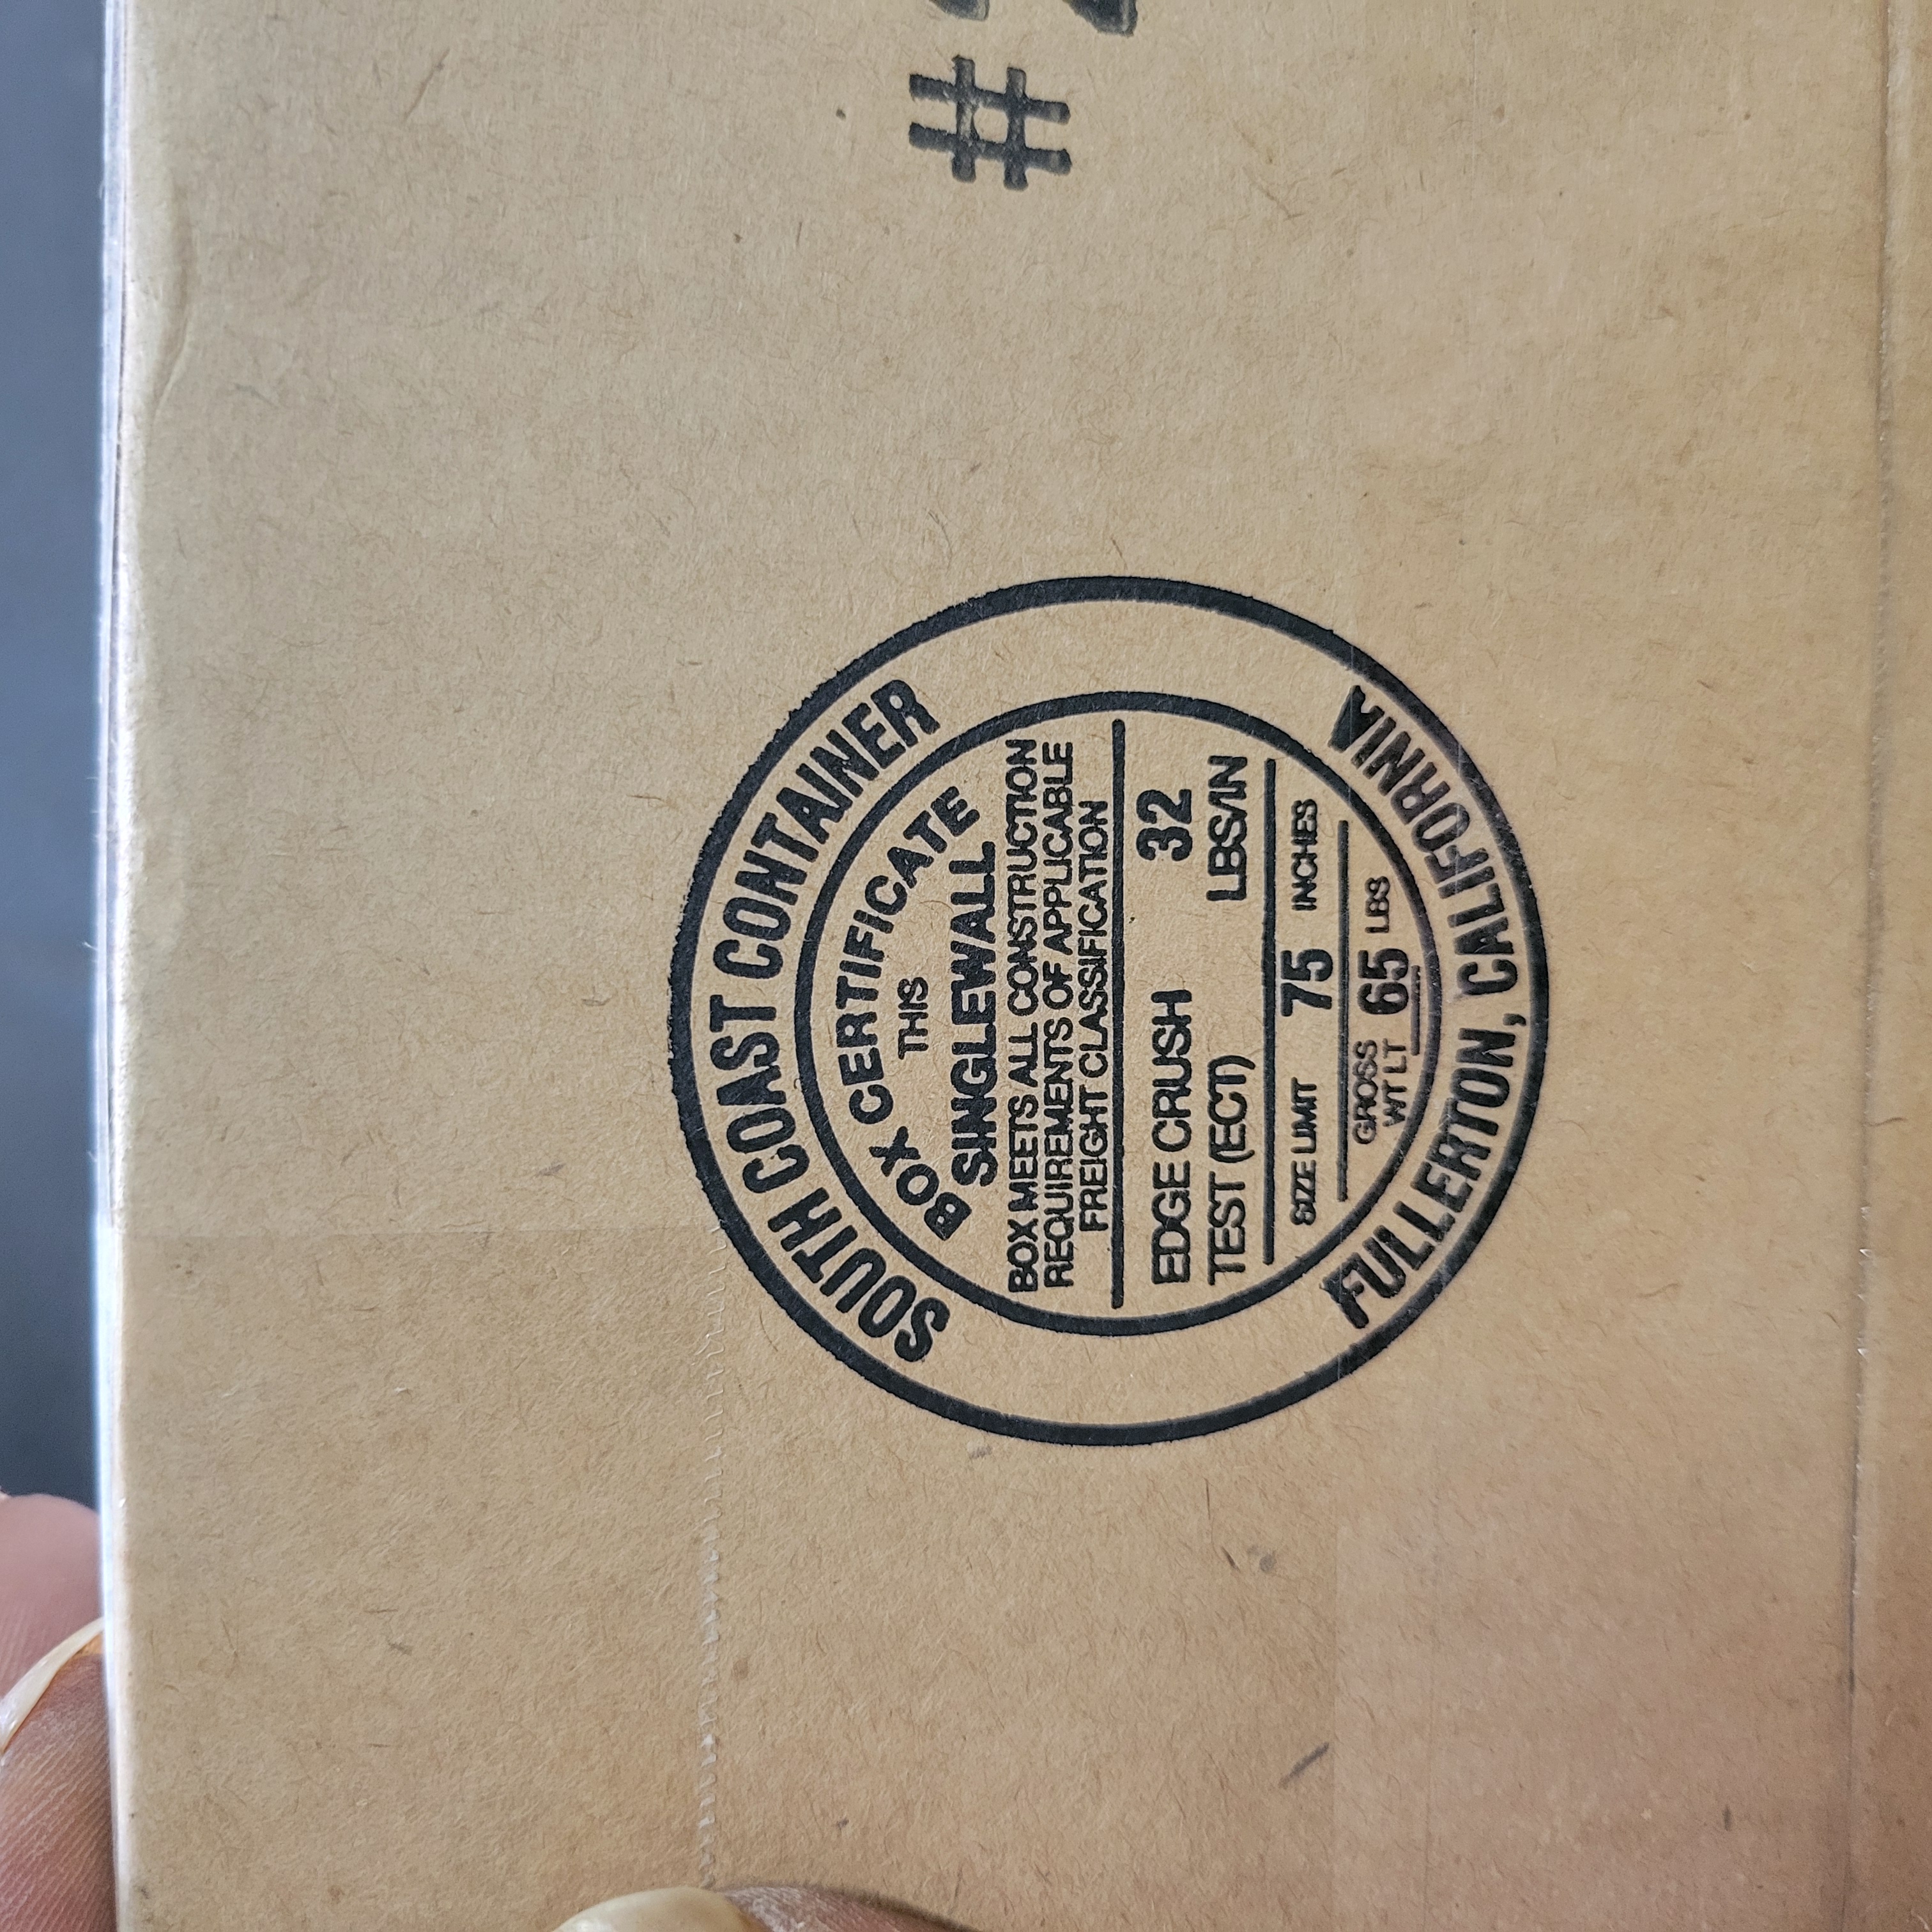 #
SOUTH COAST CONTAINER
BOX CERTIFICATE
THIS
SINGLEWALL
BOX MEETS ALL CONSTRUCTION
REQUIREMENTS OF APPLICABLE
FREIGHT CLASSIFICATION
EDGE CRUSH 32
TEST (ECT) LBS/IN
SIZE LIMIT 75 INCHES
GROSS
WT LT 65 LBS
FULLERTON, CALIFORNIA